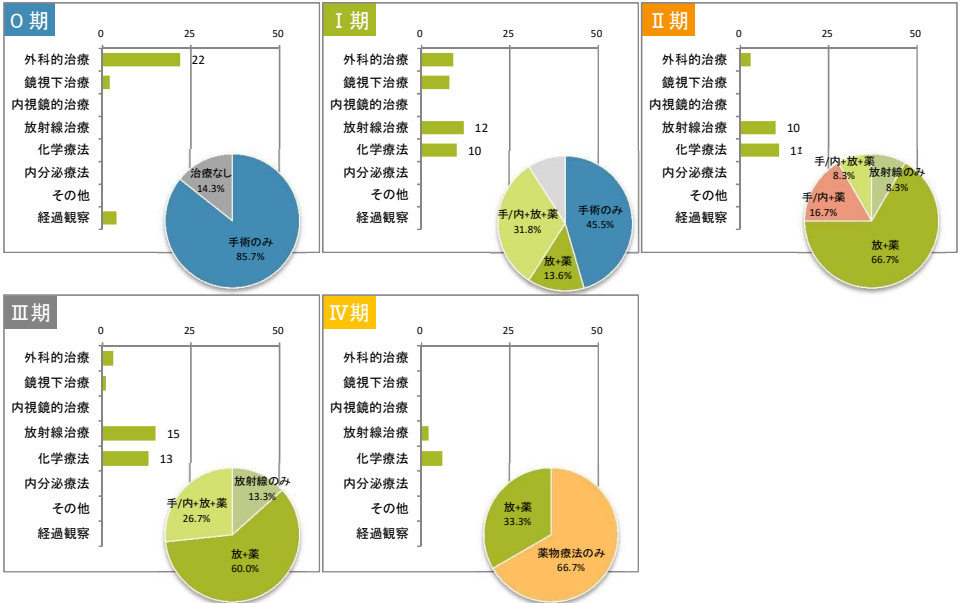 0期
0 25 50
外科的治療 22
鏡視下治療
内視鏡的治療
放射線治療
化学療法
内分泌療法
その他
経過観察
治療なし
14.3%
手術のみ
85.7%
Ⅰ期
0 25 50
外科的治療
鏡視下治療
内視鏡的治療
放射線治療 12
化学療法 10
内分泌療法
その他
経過観察
手/内+放+薬
31.8%
手術のみ
45.5%
放+薬
13.6%
Ⅱ期
0 25 50
外科的治療
鏡視下治療
内視鏡的治療
放射線治療 10
化学療法 11
内分泌療法
その他
経過観察
手/内+放+薬
8.3%
放射線のみ
8.3%
手/内+薬
16.7%
放+薬
66.7%
Ⅲ期
0 25 50
外科的治療
鏡視下治療
内視鏡的治療
放射線治療 15
化学療法 13
内分泌療法
その他
経過観察
放射線のみ
13.3%
手/内+放+薬
26.7%
放+薬
60.0%
Ⅳ期
0 25 50
外科的治療
鏡視下治療
内視鏡的治療
放射線治療
化学療法
内分泌療法
その他
経過観察
放+薬
33.3%
薬物療法のみ
66.7%